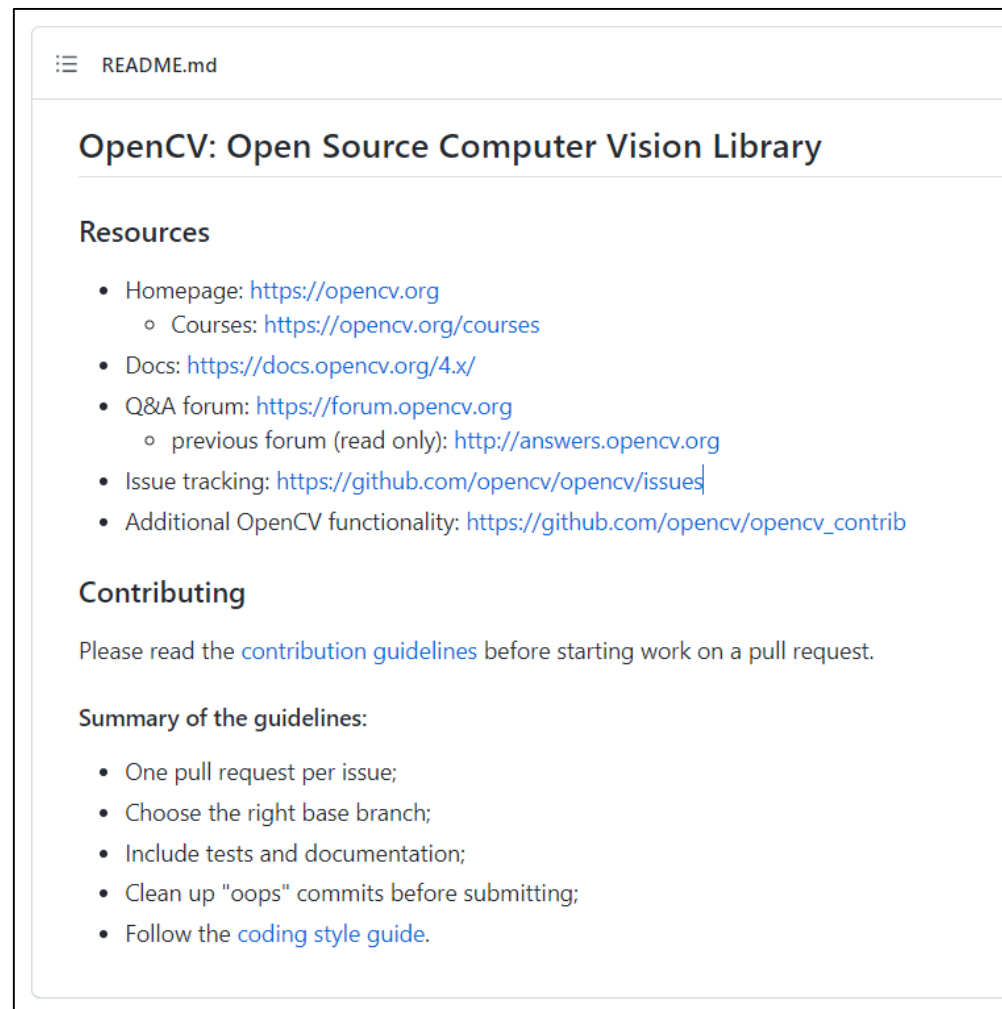 README.md
OpenCV: Open Source Computer Vision Library
Resources
Homepage: https://opencv.org
Courses: https://opencv.org/courses
Docs: https://docs.opencv.org/4.x/
Q&A forum: https://forum.opencv.org
previous forum (read only): http://answers.opencv.org
Issue tracking: https://github.com/opencv/opencv/issues
Additional OpenCV functionality: https://github.com/opencv/opencv_contrib
Contributing
Please read the contribution guidelines before starting work on a pull request.
Summary of the guidelines:
One pull request per issue;
Choose the right base branch;
Include tests and documentation;
Clean up "oops" commits before submitting;
Follow the coding style guide.